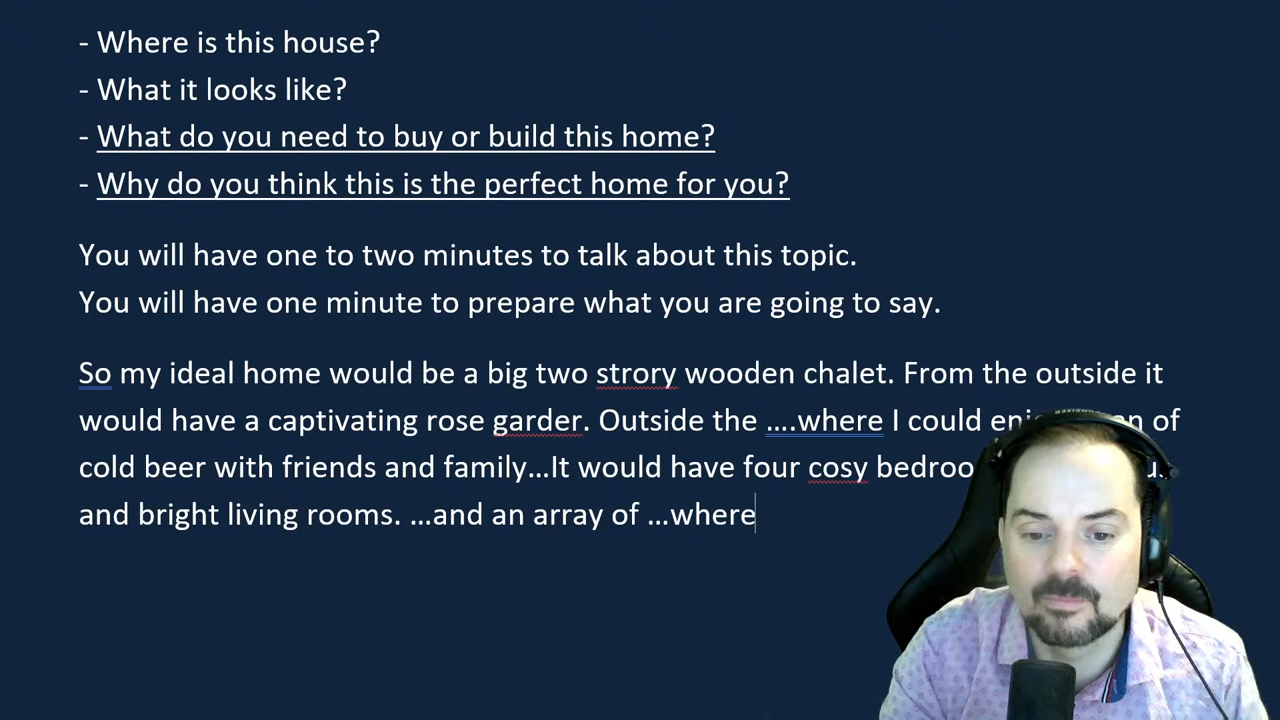 - Where is this house?
- What it looks like?
- What do you need to buy or build this home?
- Why do you think this is the perfect home for you?
You will have one to two minutes to talk about this topic.
You will have one minute to prepare what you are going to say.
So my ideal home would be a big two strory wooden chalet. From the outside it
would have a captivating rose garder. Outside the ….where I could of
cold beer with friends and family…It would have four cosy
and bright living rooms. …and an array of …where